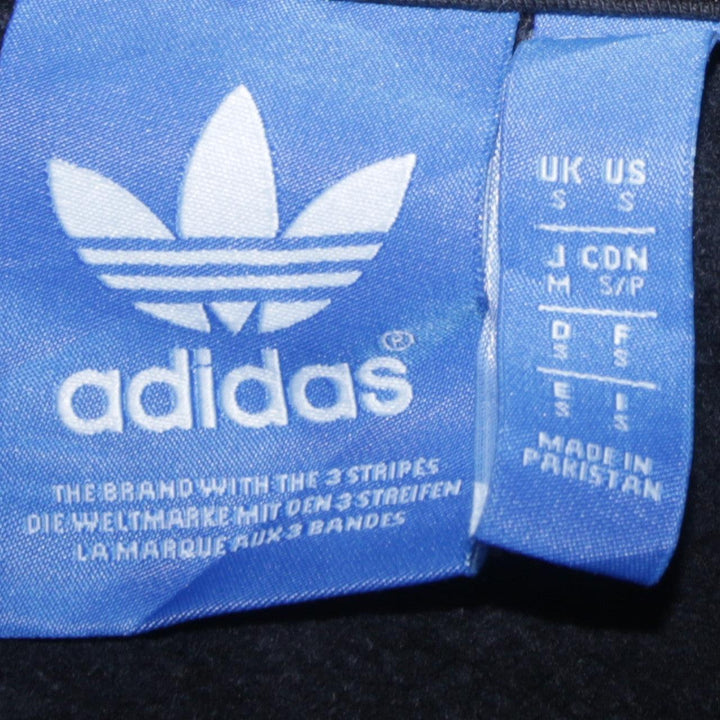 adidas®
THE BRAND WITH THE 3 STRIPES
DIE WELTMARKE MIT DEN 3 STREIFEN
LA MARQUE AUX 3 BANDES
UK US
S S
J CDN
M S/P
D F
S S
E I
S S
MADE IN
PAKISTAN